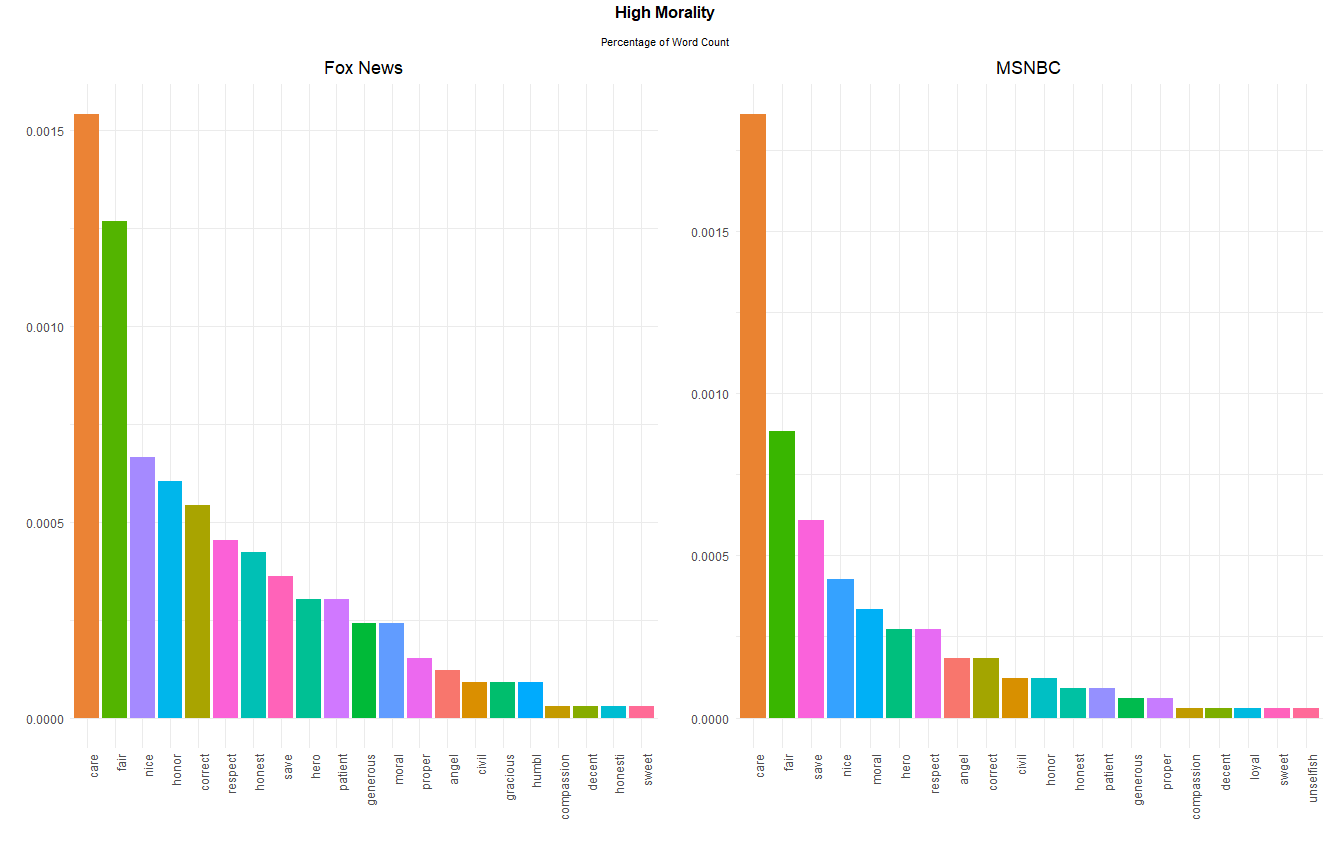 High Morality
Percentage of Word Count
Fox News
0.0015
0.0010
0.0005
0.0000
care
fair
nice
honor
correct
respect
honest
save
hero
patient
generous
moral
proper
angel
civil
gracious
humbl
compassion
decent
honesti
sweet
MSNBC
0.0015
0.0010
0.0005
0.0000
care
fair
save
nice
moral
hero
respect
angel
correct
civil
honor
honest
patient
generous
proper
compassion
decent
loyal
sweet
unselfish